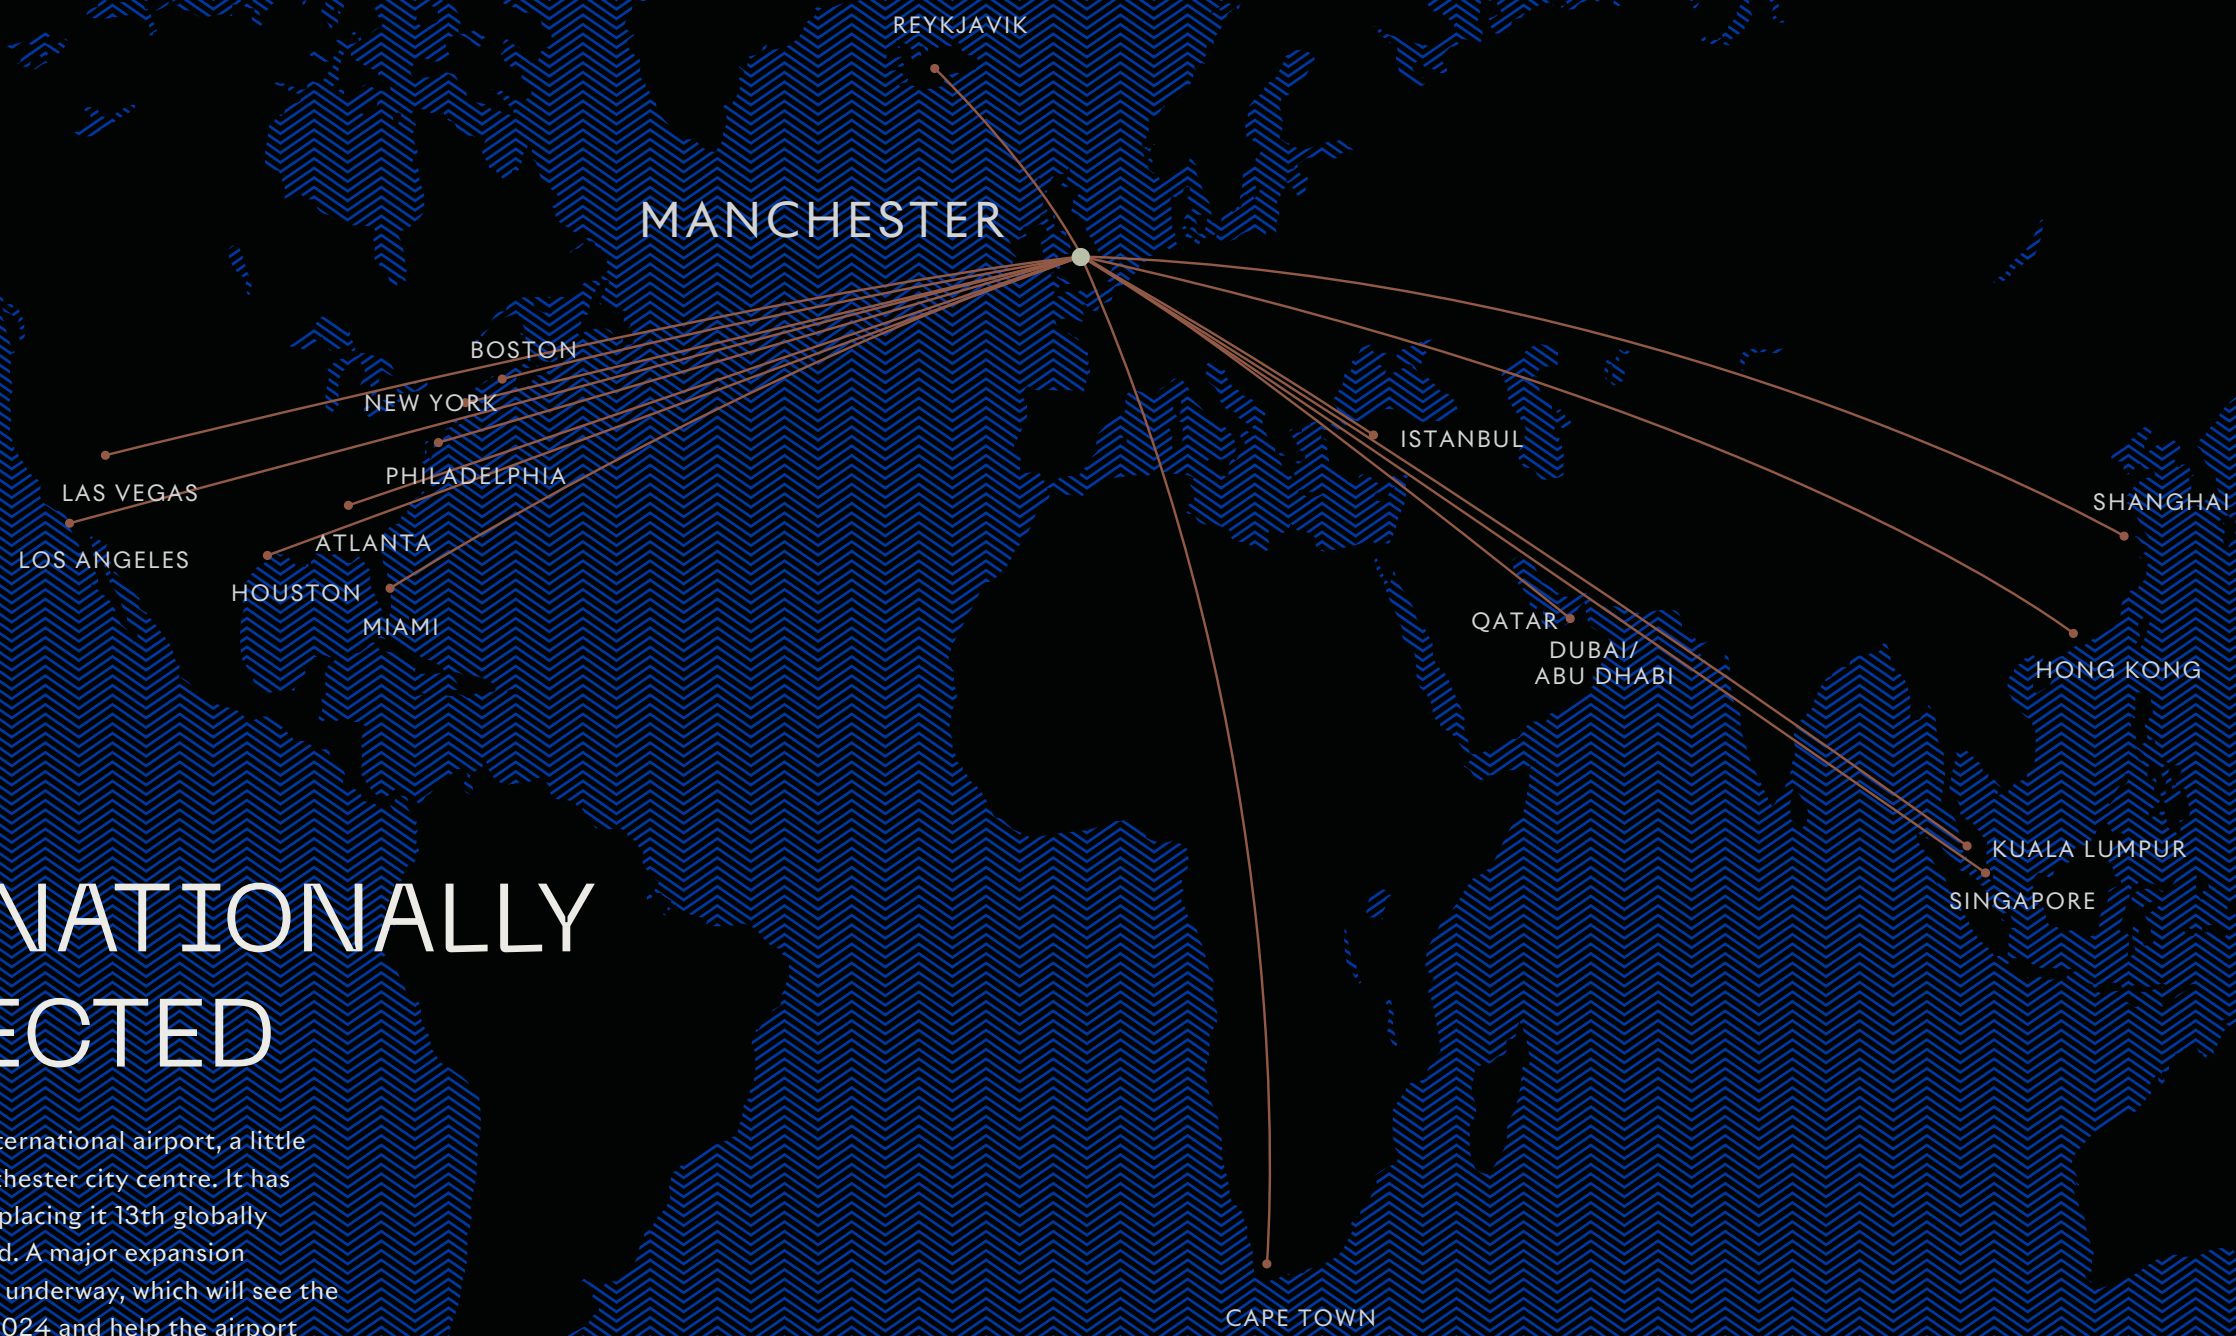 REYKJAVIK
MANCHESTER
BOSTON
NEW YORK
ISTANBUL
PHILADELPHIA
LAS VEGAS
SHANGHAI
ATLANTA
LOS ANGELES
HOUSTON
QATAR
MIAMI
DUBAI/
ABU DHABI
HONG KONG
KUALA LUMPUR
SINGAPORE
NATIONALLY
ECTED
ternational airport, a little
hester city centre. It has
placing it 13th globally
d. A major expansion
underway, which will see the
024 and help the airport
CAPE TOWN